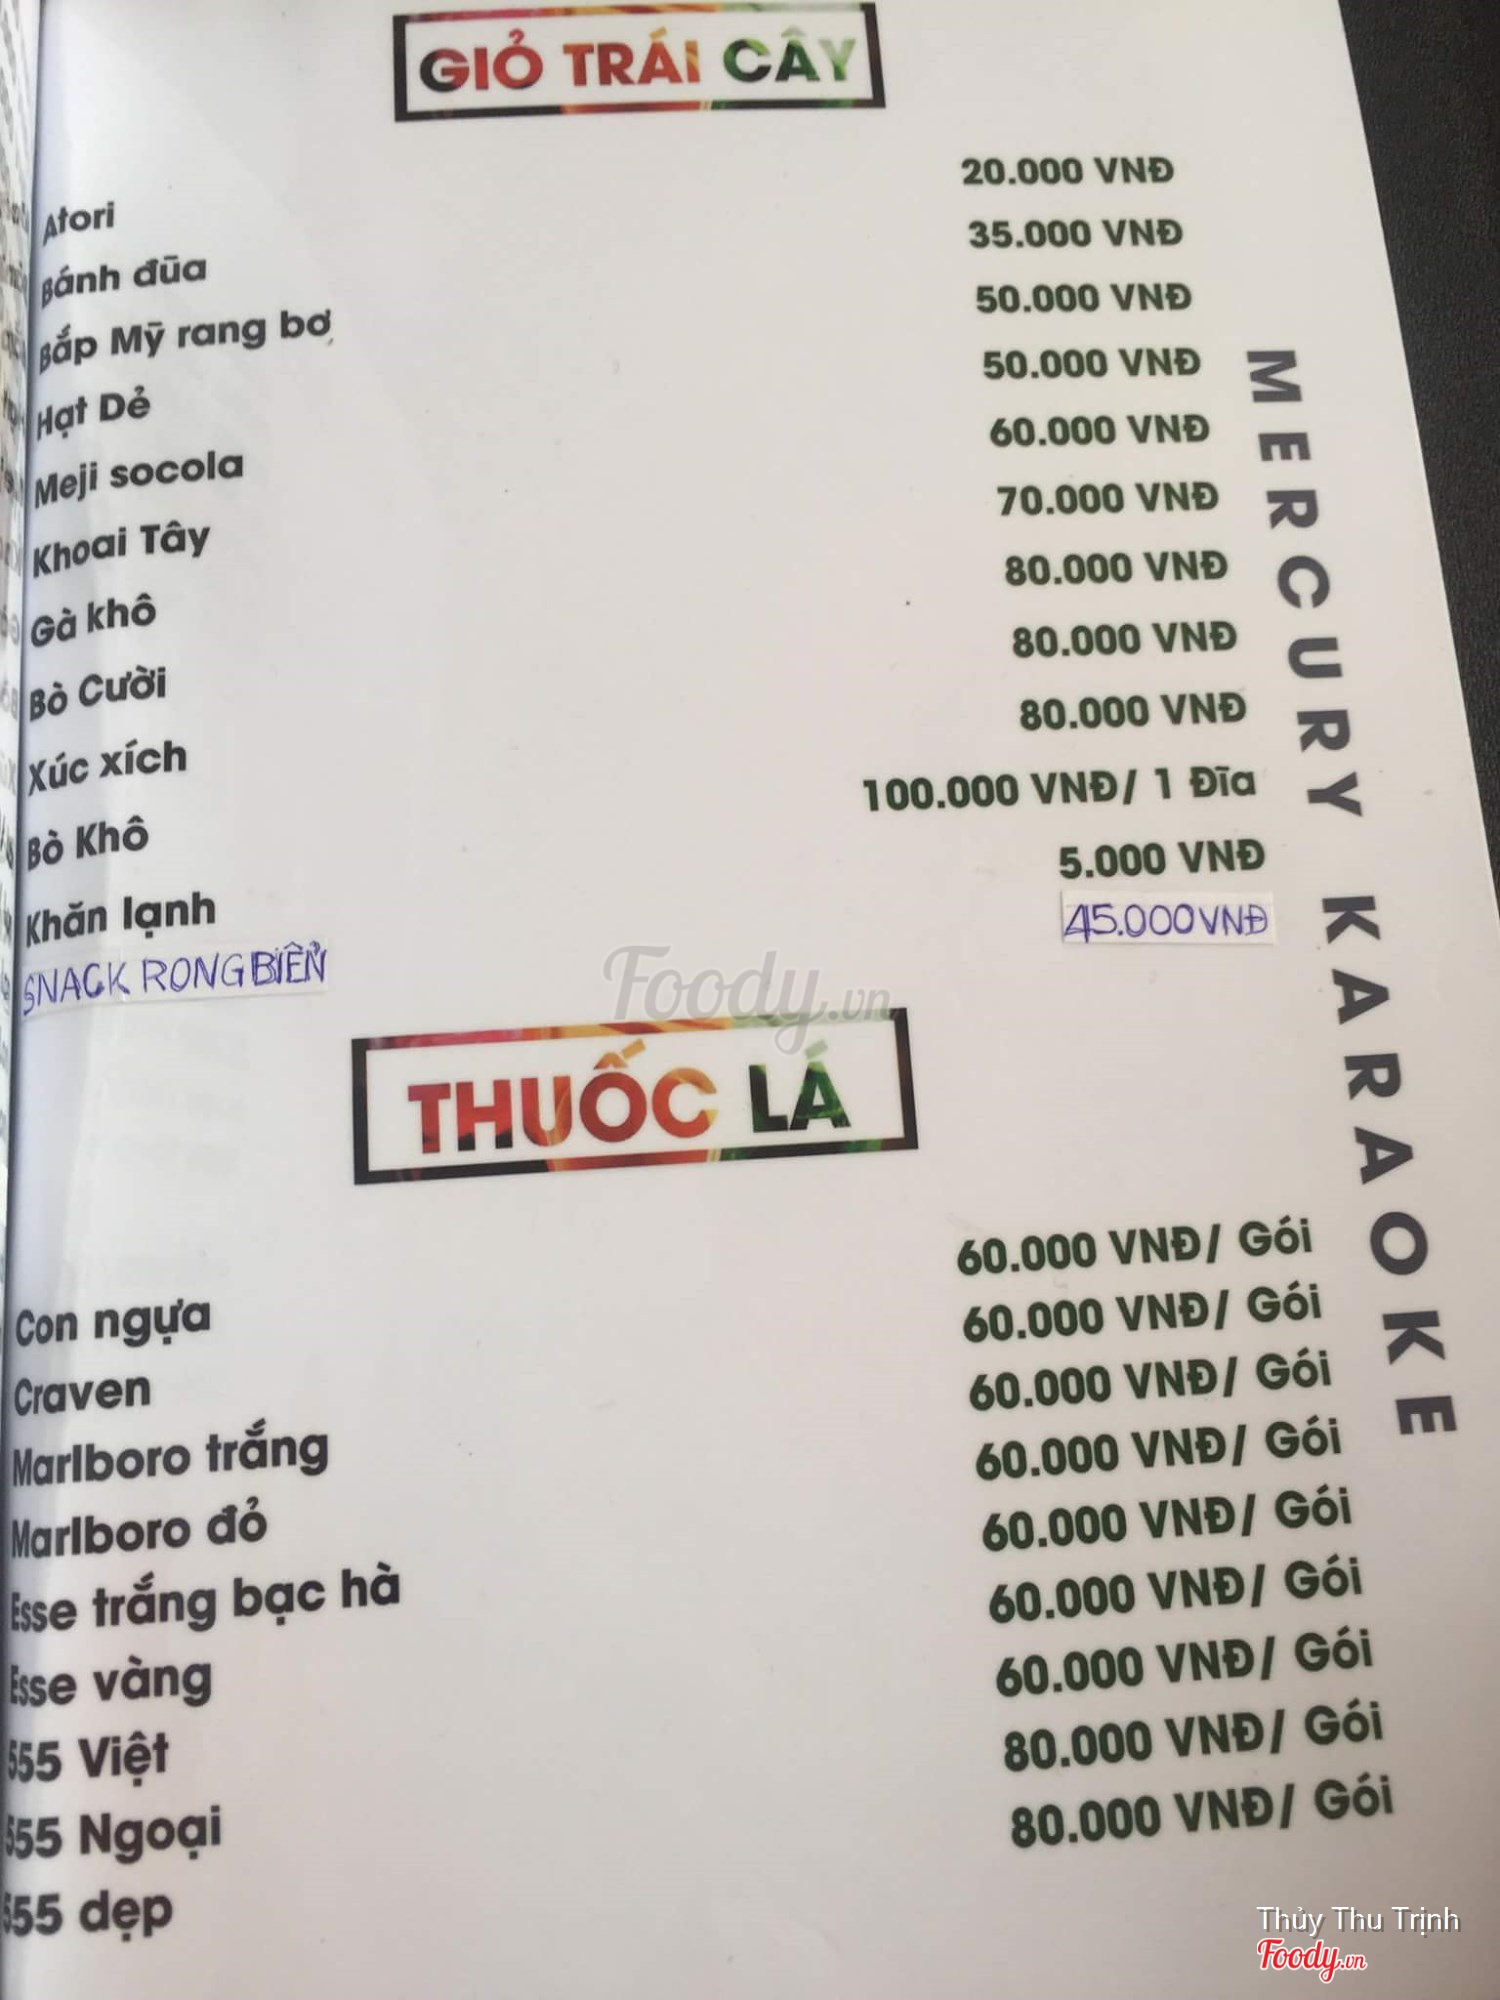 GIỎ TRÁI CÂY
Atori 20.000 VNĐ
Bánh đũa 35.000 VNĐ
Bắp Mỹ rang bơ 50.000 VNĐ
Hạt Dẻ 50.000 VNĐ
Meji socola 60.000 VNĐ
Khoai Tây 70.000 VNĐ
Gà khô 80.000 VNĐ
Bò Cười 80.000 VNĐ
Xúc xích 80.000 VNĐ
Bò Khô 100.000 VNĐ/ 1 Đĩa
Khăn lạnh 5.000 VNĐ
SNACK RONG BIỂN 45.000 VNĐ
Foody.vn
THUỐC LÁ
Con ngựa 60.000 VNĐ/ Gói
Craven 60.000 VNĐ/ Gói
Marlboro trắng 60.000 VNĐ/ Gói
Marlboro đỏ 60.000 VNĐ/ Gói
Esse trắng bạc hà 60.000 VNĐ/ Gói
Esse vàng 60.000 VNĐ/ Gói
555 Việt 60.000 VNĐ/ Gói
555 Ngoại 80.000 VNĐ/ Gói
555 dẹp 80.000 VNĐ/ Gói
MERCURY KARAOKE
Thủy Thu Trịnh
Foody.vn